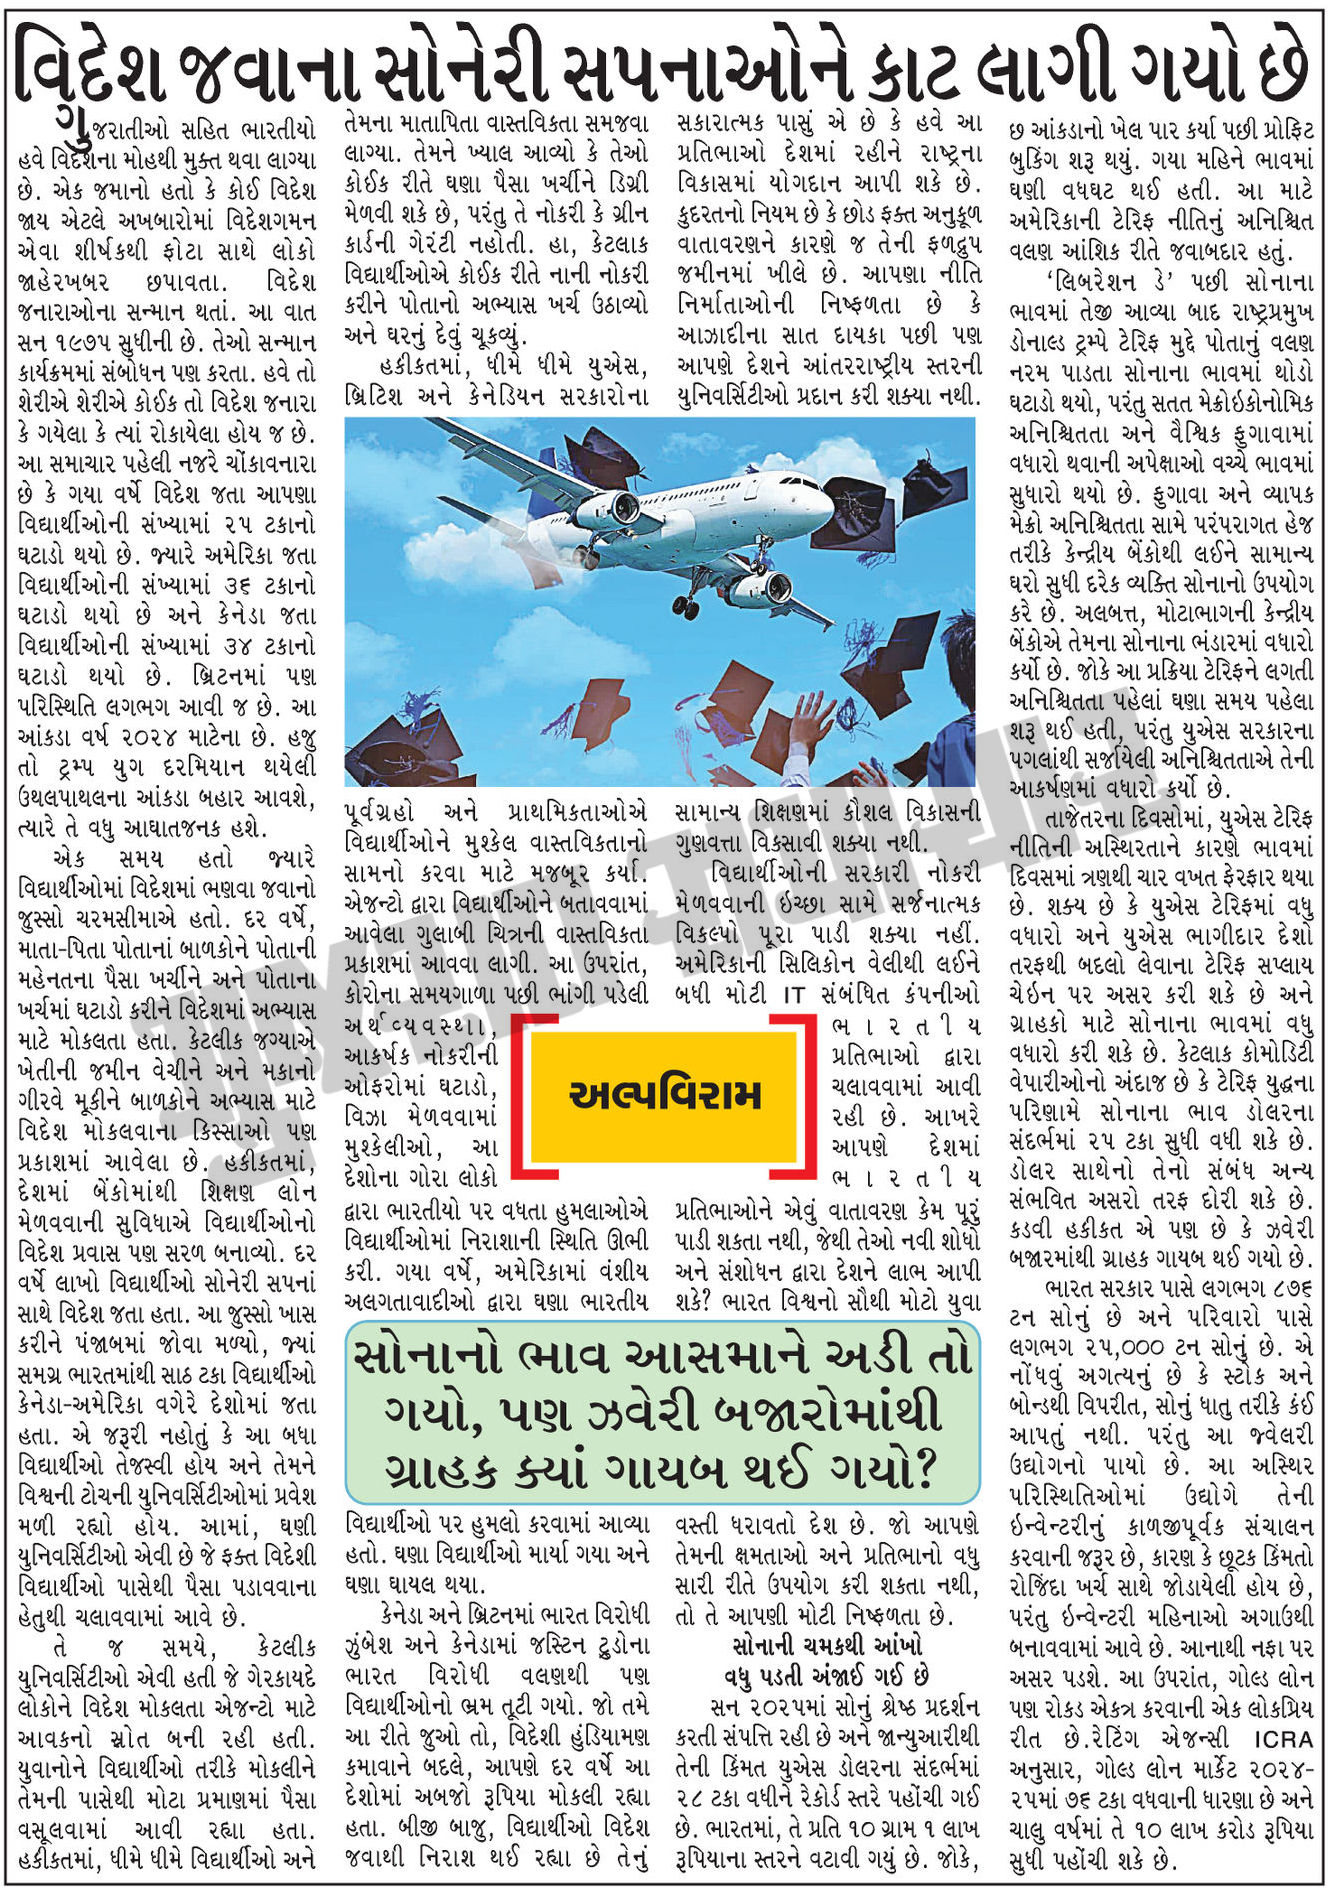 વિદેશ જવાના સોનેરી સપનાઓને કાટ લાગી ગયો છે
ગુજરાતીઓ સહિત ભારતીયો
હવે વિદેશના મોહથી મુક્ત થવા લાગ્યા
છે. એક જમાનો હતો કે કોઈ વિદેશ
જાય એટલે અખબારોમાં વિદેશગમન
એવા શીર્ષકથી ફોટા સાથે લોકો
જાહેરખબર છપાવતા. વિદેશ
જનારાઓના સન્માન થતાં. આ વાત
સન ૧૯૭૫ સુધીની છે. તેઓ સન્માન
કાર્યક્રમમાં સંબોધન પણ કરતા. હવે તો
શેરીએ શેરીએ કોઈક તો વિદેશ જનારા
કે ગયેલા કે ત્યાં રોકાયેલા હોય જ છે.
આ સમાચાર પહેલી નજરે ચોંકાવનારા
છે કે ગયા વર્ષે વિદેશ જતા આપણા
વિદ્યાર્થીઓની સંખ્યામાં ૨૫ ટકાનો
ઘટાડો થયો છે. જ્યારે અમેરિકા જતા
વિદ્યાર્થીઓની સંખ્યામાં ૩૬ ટકાનો
ઘટાડો થયો છે અને કેનેડા જતા
વિદ્યાર્થીઓની સંખ્યામાં ૩૪ ટકાનો
ઘટાડો થયો છે. બ્રિટનમાં પણ
પરિસ્થિતિ લગભગ આવી જ છે. આ
આંકડા વર્ષ ૨૦૨૪ માટેના છે. હજુ
તો ટ્રમ્પ યુગ દરમિયાન થયેલી
ઉથલપાથલના આંકડા બહાર આવશે,
ત્યારે તે વધુ આઘાતજનક હશે.
એક સમય હતો જ્યારે
વિદ્યાર્થીઓમાં વિદેશમાં ભણવા જવાનો
જુસ્સો ચરમસીમાએ હતો. દર વર્ષે,
માતા-પિતા પોતાનાં બાળકોને પોતાની
મહેનતના પૈસા ખર્ચીને અને પોતાના
ખર્ચમાં ઘટાડો કરીને વિદેશમાં અભ્યાસ
માટે મોકલતા હતા. કેટલીક જગ્યાએ
ખેતીની જમીન વેચીને અને મકાનો
ગીરવે મૂકીને બાળકોને અભ્યાસ માટે
વિદેશ મોકલવાના કિસ્સાઓ પણ
પ્રકાશમાં આવેલા છે. હકીકતમાં,
દેશમાં બેંકોમાંથી શિક્ષણ લોન
મેળવવાની સુવિધાએ વિદ્યાર્થીઓનો
વિદેશ પ્રવાસ પણ સરળ બનાવ્યો. દર
વર્ષે લાખો વિદ્યાર્થીઓ સોનેરી સપનાં
સાથે વિદેશ જતા હતા. આ જુસ્સો ખાસ
કરીને પંજાબમાં જોવા મળ્યો, જ્યાં
સમગ્ર ભારતમાંથી સાઠ ટકા વિદ્યાર્થીઓ
કેનેડા-અમેરિકા વગેરે દેશોમાં જતા
હતા. એ જરૂરી નહોતું કે આ બધા
વિદ્યાર્થીઓ તેજસ્વી હોય અને તેમને
વિશ્વની ટોચની યુનિવર્સિટીઓમાં પ્રવેશ
મળી રહ્યો હોય. આમાં, ઘણી
યુનિવર્સિટીઓ એવી છે જે ફક્ત વિદેશી
વિદ્યાર્થીઓ પાસેથી પૈસા પડાવવાના
હેતુથી ચલાવવામાં આવે છે.
તે જ સમયે, કેટલીક
યુનિવર્સિટીઓ એવી હતી જે ગેરકાયદે
લોકોને વિદેશ મોકલતા એજન્ટો માટે
આવકનો સ્રોત બની રહી હતી.
યુવાનોને વિદ્યાર્થીઓ તરીકે મોકલીને
તેમની પાસેથી મોટા પ્રમાણમાં પૈસા
વસૂલવામાં આવી રહ્યા હતા.
હકીકતમાં, ધીમે ધીમે વિદ્યાર્થીઓ અને
તેમના માતાપિતા વાસ્તવિકતા સમજવા
લાગ્યા. તેમને ખ્યાલ આવ્યો કે તેઓ
કોઈક રીતે ઘણા પૈસા ખર્ચીને ડિગ્રી
મેળવી શકે છે, પરંતુ તે નોકરી કે ગ્રીન
કાર્ડની ગેરંટી નહોતી. હા, કેટલાક
વિદ્યાર્થીઓએ કોઈક રીતે નાની નોકરી
કરીને પોતાનો અભ્યાસ ખર્ચ ઉઠાવ્યો
અને ઘરનું દેવું ચૂકવ્યું.
હકીકતમાં, ધીમે ધીમે યુએસ,
બ્રિટિશ અને કેનેડિયન સરકારોના
પૂર્વગ્રહો અને પ્રાથમિકતાઓએ
વિદ્યાર્થીઓને મુશ્કેલ વાસ્તવિકતાનો
સામનો કરવા માટે મજબૂર કર્યા.
એજન્ટો દ્વારા વિદ્યાર્થીઓને બતાવવામાં
આવેલા ગુલાબી ચિત્રની વાસ્તવિકતા
પ્રકાશમાં આવવા લાગી. આ ઉપરાંત,
કોરોના સમયગાળા પછી ભાંગી પડેલી
અર્થવ્યવસ્થા,
આકર્ષક નોકરીની
ઓફરોમાં ઘટાડો,
વિઝા મેળવવામાં
મુશ્કેલીઓ, આ
દેશોના ગોરા લોકો
દ્વારા ભારતીયો પર વધતા હુમલાઓએ
વિદ્યાર્થીઓમાં નિરાશાની સ્થિતિ ઊભી
કરી. ગયા વર્ષે, અમેરિકામાં વંશીય
અલગતાવાદીઓ દ્વારા ઘણા ભારતીય
વિદ્યાર્થીઓ પર હુમલો કરવામાં આવ્યા
હતો. ઘણા વિદ્યાર્થીઓ માર્યા ગયા અને
ઘણા ઘાયલ થયા.
કેનેડા અને બ્રિટનમાં ભારત વિરોધી
ઝુંબેશ અને કેનેડામાં જસ્ટિન ટ્રુડોના
ભારત વિરોધી વલણથી પણ
વિદ્યાર્થીઓનો ભ્રમ તૂટી ગયો. જો તમે
આ રીતે જુઓ તો, વિદેશી હુંડિયામણ
કમાવાને બદલે, આપણે દર વર્ષે આ
દેશોમાં અબજો રૂપિયા મોકલી રહ્યા
હતા. બીજી બાજુ, વિદ્યાર્થીઓ વિદેશ
જવાથી નિરાશ થઈ રહ્યા છે તેનું
સકારાત્મક પાસું એ છે કે હવે આ
પ્રતિભાઓ દેશમાં રહીને રાષ્ટ્રના
વિકાસમાં યોગદાન આપી શકે છે.
કુદરતનો નિયમ છે કે છોડ ફક્ત અનુકૂળ
વાતાવરણને કારણે જ તેની ફળદ્રુપ
જમીનમાં ખીલે છે. આપણા નીતિ
નિર્માતાઓની નિષ્ફળતા છે કે
આઝાદીના સાત દાયકા પછી પણ
આપણે દેશને આંતરરાષ્ટ્રીય સ્તરની
યુનિવર્સિટીઓ પ્રદાન કરી શક્યા નથી.
સામાન્ય શિક્ષણમાં કૌશલ વિકાસની
ગુણવત્તા વિકસાવી શક્યા નથી.
વિદ્યાર્થીઓની સરકારી નોકરી
મેળવવાની ઇચ્છા સામે સર્જનાત્મક
વિકલ્પો પૂરા પાડી શક્યા નહીં.
અમેરિકાની સિલિકોન વેલીથી લઈને
બધી મોટી IT સંબંધિત કંપનીઓ
ભારતીય
પ્રતિભાઓ દ્વારા
ચલાવવામાં આવી
રહી છે. આખરે
આપણે દેશમાં
ભારતીય
પ્રતિભાઓને એવું વાતાવરણ કેમ પૂરું
પાડી શકતા નથી, જેથી તેઓ નવી શોધો
અને સંશોધન દ્વારા દેશને લાભ આપી
શકે? ભારત વિશ્વનો સૌથી મોટો યુવા
વસ્તી ધરાવતો દેશ છે. જો આપણે
તેમની ક્ષમતાઓ અને પ્રતિભાનો વધુ
સારી રીતે ઉપયોગ કરી શકતા નથી,
તો તે આપણી મોટી નિષ્ફળતા છે.
અલ્પવિરામ
સોનાનો ભાવ આસમાને અડી તો
ગયો, પણ ઝવેરી બજારોમાંથી
ગ્રાહક ક્યાં ગાયબ થઈ ગયો?
સોનાની ચમકથી આંખો
વધુ પડતી અંજાઈ ગઈ છે
સન ૨૦૨૫માં સોનું શ્રેષ્ઠ પ્રદર્શન
કરતી સંપત્તિ રહી છે અને જાન્યુઆરીથી
તેની કિંમત યુએસ ડોલરના સંદર્ભમાં
૨૮ ટકા વધીને રેકોર્ડ સ્તરે પહોંચી ગઈ
છે. ભારતમાં, તે પ્રતિ ૧૦ ગ્રામ ૧ લાખ
રૂપિયાના સ્તરને વટાવી ગયું છે. જોકે,
છ આંકડાનો ખેલ પાર કર્યા પછી પ્રોફિટ
બુકિંગ શરૂ થયું. ગયા મહિને ભાવમાં
ઘણી વધઘટ થઈ હતી. આ માટે
અમેરિકાની ટેરિફ નીતિનું અનિશ્ચિત
વલણ આંશિક રીતે જવાબદાર હતું.
‘લિબરેશન ડે’ પછી સોનાના
ભાવમાં તેજી આવ્યા બાદ રાષ્ટ્રપ્રમુખ
ડોનાલ્ડ ટ્રમ્પે ટેરિફ મુદ્દે પોતાનું વલણ
નરમ પાડતા સોનાના ભાવમાં થોડો
ઘટાડો થયો, પરંતુ સતત મેક્રોઇકોનોમિક
અનિશ્ચિતતા અને વૈશ્વિક ફુગાવામાં
વધારો થવાની અપેક્ષાઓ વચ્ચે ભાવમાં
સુધારો થયો છે. ફુગાવા અને વ્યાપક
મેક્રો અનિશ્ચિતતા સામે પરંપરાગત હેજ
તરીકે કેન્દ્રીય બેંકોથી લઈને સામાન્ય
ઘરો સુધી દરેક વ્યક્તિ સોનાનો ઉપયોગ
કરે છે. અલબત્ત, મોટાભાગની કેન્દ્રીય
બેંકોએ તેમના સોનાના ભંડારમાં વધારો
કર્યો છે. જોકે આ પ્રક્રિયા ટેરિફને લગતી
અનિશ્ચિતતા પહેલાં ઘણા સમય પહેલા
શરૂ થઈ હતી, પરંતુ યુએસ સરકારના
પગલાંથી સર્જાયેલી અનિશ્ચિતતાએ તેની
આકર્ષણમાં વધારો કર્યો છે.
તાજેતરના દિવસોમાં, યુએસ ટેરિફ
નીતિની અસ્થિરતાને કારણે ભાવમાં
દિવસમાં ત્રણથી ચાર વખત ફેરફાર થયા
છે. શક્ય છે કે યુએસ ટેરિફમાં વધુ
વધારો અને યુએસ ભાગીદાર દેશો
તરફથી બદલો લેવાના ટેરિફ સપ્લાય
ચેઇન પર અસર કરી શકે છે અને
ગ્રાહકો માટે સોનાના ભાવમાં વધુ
વધારો કરી શકે છે. કેટલાક કોમોડિટી
વેપારીઓનો અંદાજ છે કે ટેરિફ યુદ્ધના
પરિણામે સોનાના ભાવ ડોલરના
સંદર્ભમાં ૨૫ ટકા સુધી વધી શકે છે.
ડોલર સાથેનો તેનો સંબંધ અન્ય
સંભવિત અસરો તરફ દોરી શકે છે.
કડવી હકીકત એ પણ છે કે ઝવેરી
બજારમાંથી ગ્રાહક ગાયબ થઈ ગયો છે.
ભારત સરકાર પાસે લગભગ ૮૭૬
ટન સોનું છે અને પરિવારો પાસે
લગભગ ૨૫,૦૦૦ ટન સોનું છે. એ
નોંધવું અગત્યનું છે કે સ્ટોક અને
બોન્ડથી વિપરીત, સોનું ધાતુ તરીકે કંઈ
આપતું નથી. પરંતુ આ જ્વેલરી
ઉદ્યોગનો પાયો છે. આ અસ્થિર
પરિસ્થિતિઓમાં ઉદ્યોગે તેની
ઇન્વેન્ટરીનું કાળજીપૂર્વક સંચાલન
કરવાની જરૂર છે, કારણ કે છૂટક કિંમતો
રોજિંદા ખર્ચ સાથે જોડાયેલી હોય છે,
પરંતુ ઇન્વેન્ટરી મહિનાઓ અગાઉથી
બનાવવામાં આવે છે. આનાથી નફા પર
અસર પડશે. આ ઉપરાંત, ગોલ્ડ લોન
પણ રોકડ એકત્ર કરવાની એક લોકપ્રિય
રીત છે.રેટિંગ એજન્સી ICRA
અનુસાર, ગોલ્ડ લોન માર્કેટ ૨૦૨૪-
૨૫માં ૭૬ ટકા વધવાની ધારણા છે અને
ચાલુ વર્ષમાં તે ૧૦ લાખ કરોડ રૂપિયા
સુધી પહોંચી શકે છે.